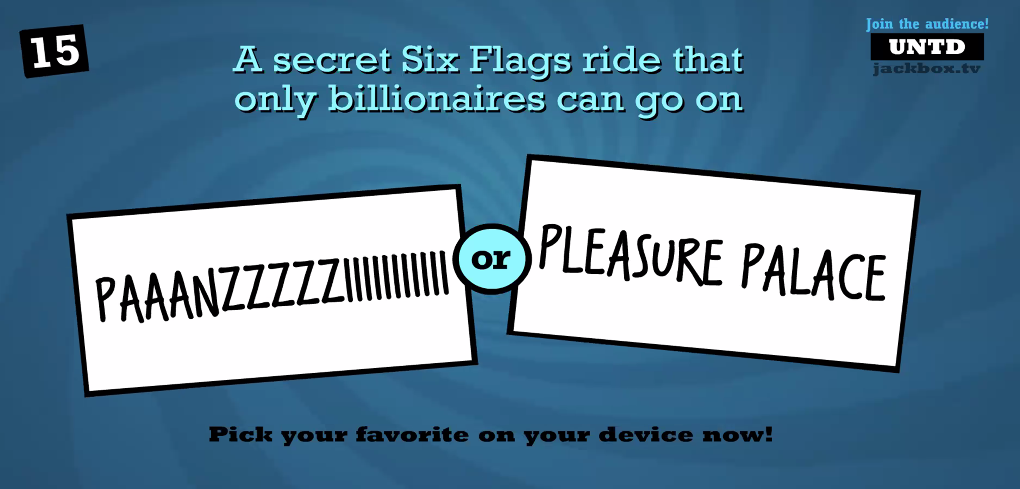 15
Join the audience!
UNTD
jackbox.tv
A secret Six Flags ride that
only billionaires can go on
PAAANZZZZZIIIIIIIIIIII
or
PLEASURE PALACE
Pick your favorite on your device now!